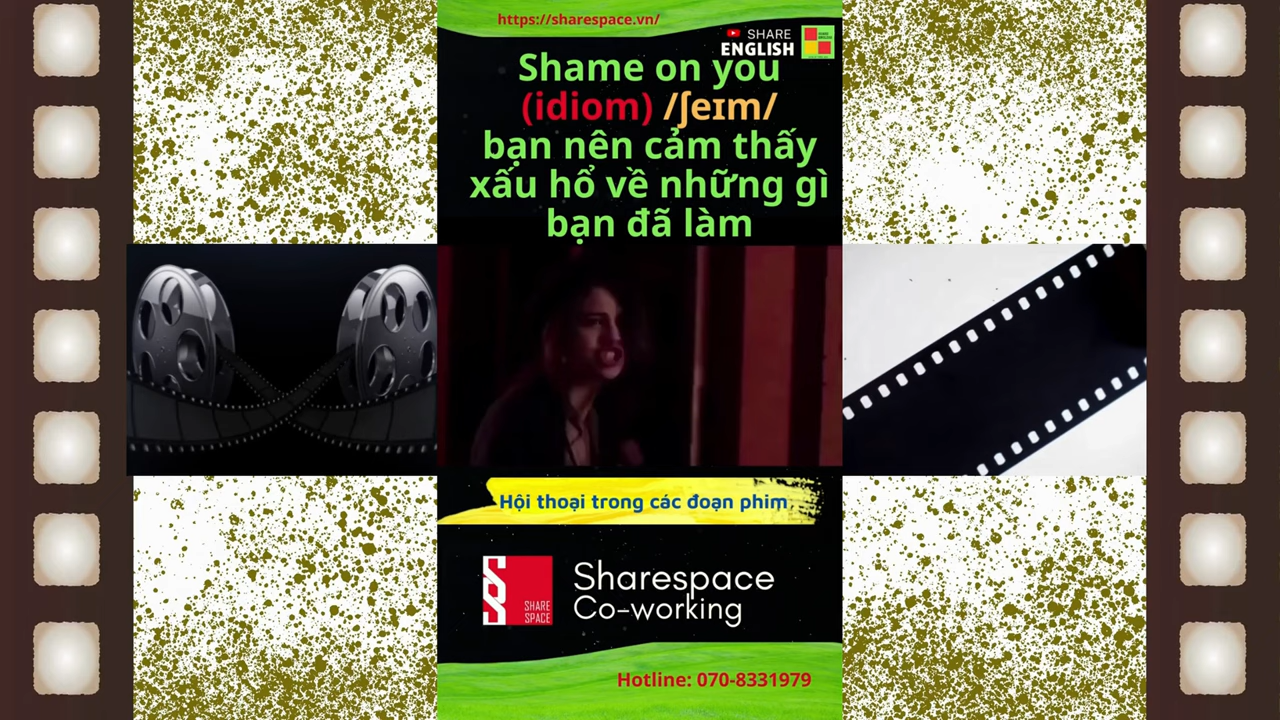 https://sharespace.vn/
SHARE
ENGLISH
Shame on you
(idiom) /ʃeɪm/
bạn nên cảm thấy
xấu hổ về những gì
bạn đã làm
Hội thoại trong các đoạn phim
SHARE
SPACE
Sharespace
Co-working
Hotline: 070-8331979